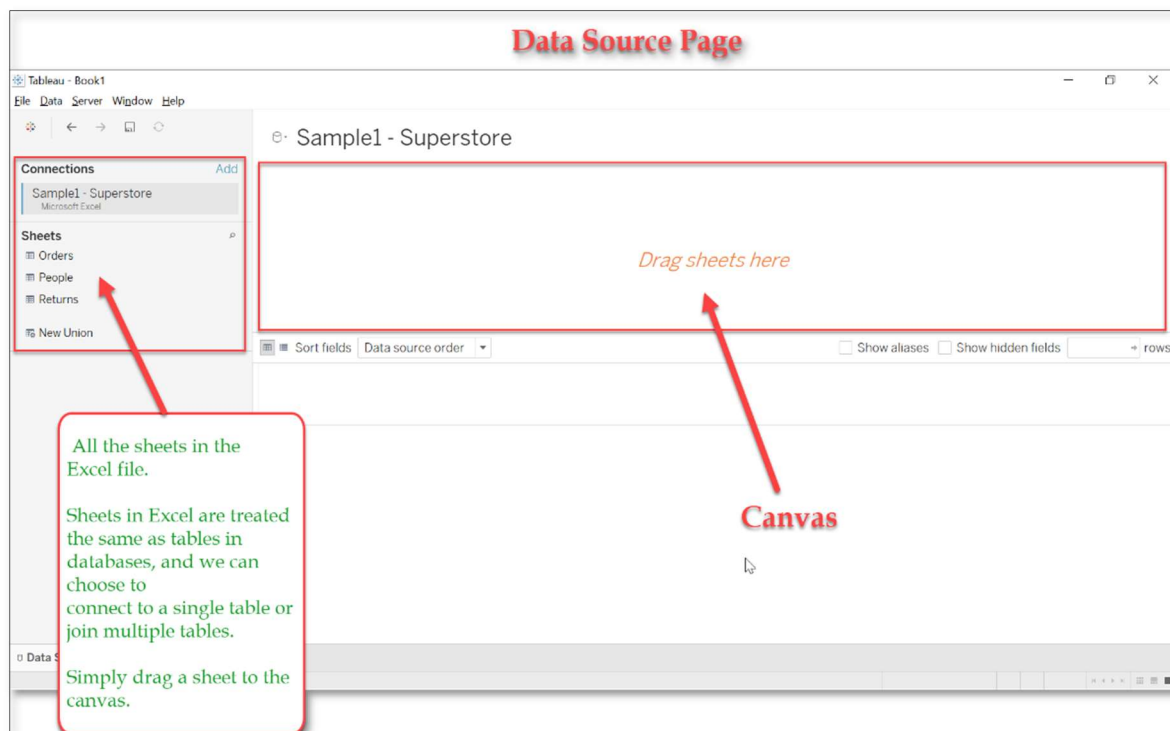 Data Source Page
Tableau - Book1
File Data Server Window Help
Sample1 - Superstore
Connections Add
Sample1 - Superstore
Microsoft Excel
Sheets
Orders
People
Returns
New Union
Drag sheets here
Sort fields Data source order
Show aliases Show hidden fields rows
All the sheets in the
Excel file.
Sheets in Excel are treated
the same as tables in
databases, and we can
choose to
connect to a single table or
join multiple tables.
Simply drag a sheet to the
canvas.
Canvas
Data S